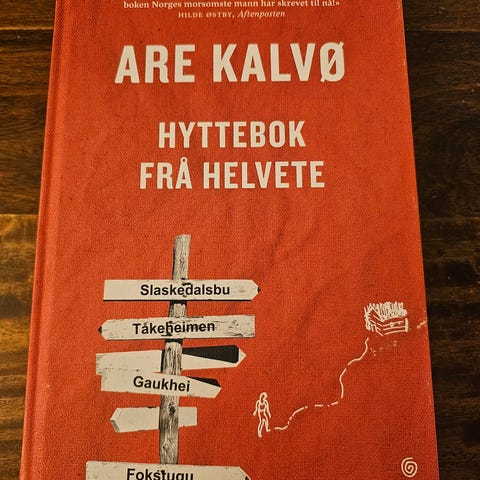 boken Norges morsomste mann har skrevet til nå!»
HILDE ØSTBY, Aftenposten
ARE KALVØ
HYTTEBOK
FRÅ HELVETE
Slaskedalsbu
Tåkeheimen
Gaukhei
Fokstugu